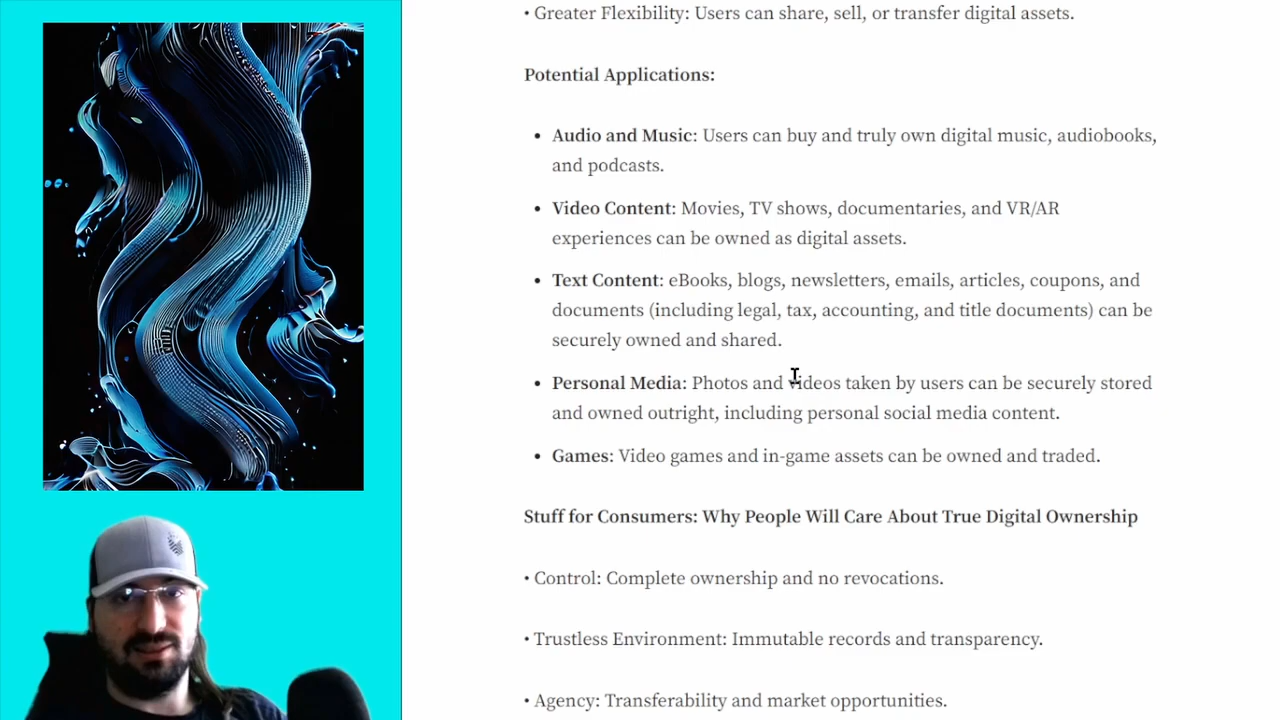 • Greater Flexibility: Users can share, sell, or transfer digital assets.
Potential Applications:
• Audio and Music: Users can buy and truly own digital music, audiobooks,
and podcasts.
• Video Content: Movies, TV shows, documentaries, and VR/AR
experiences can be owned as digital assets.
• Text Content: eBooks, blogs, newsletters, emails, articles, coupons, and
documents (including legal, tax, accounting, and title documents) can be
securely owned and shared.
• Personal Media: Photos and videos taken by users can be securely stored
and owned outright, including personal social media content.
• Games: Video games and in-game assets can be owned and traded.
Stuff for Consumers: Why People Will Care About True Digital Ownership
• Control: Complete ownership and no revocations.
• Trustless Environment: Immutable records and transparency.
• Agency: Transferability and market opportunities.